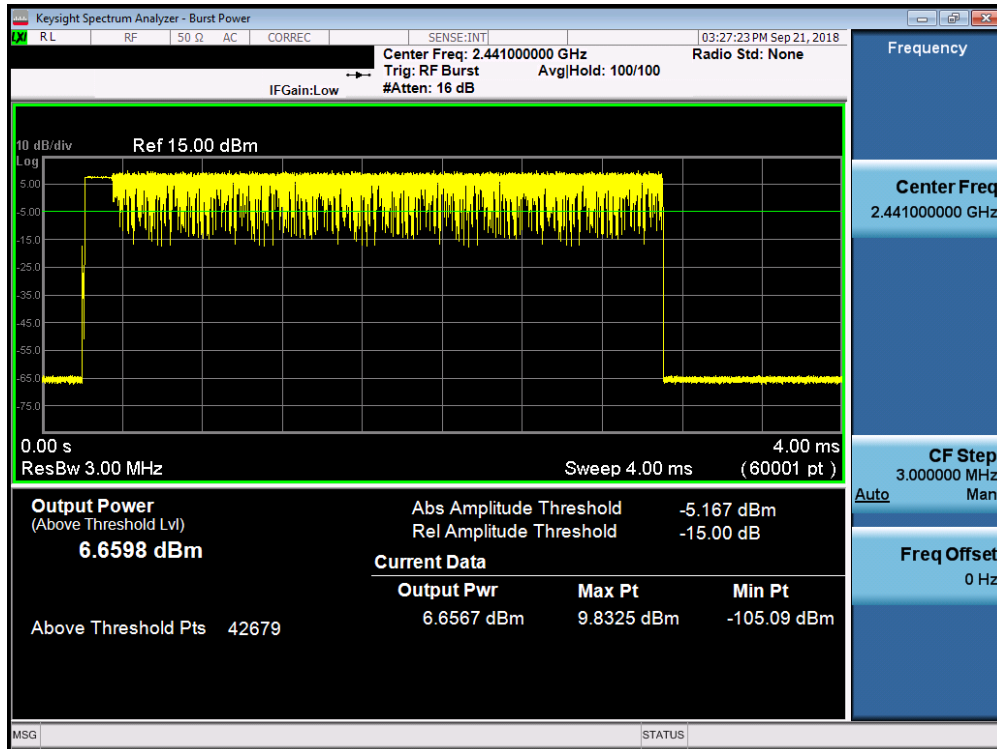 Keysight Spectrum Analyzer - Burst Power
LXI RL RF 50 Ω AC CORREC SENSE:INT 03:27:23 PM Sep 21, 2018
Center Freq: 2.441000000 GHz Radio Std: None
Trig: RF Burst Avg|Hold: 100/100
IFGain:Low #Atten: 16 dB
10 dB/div Ref 15.00 dBm
Log
5.00
-5.00
-15.0
-25.0
-35.0
-45.0
-55.0
-65.0
-75.0
0.00 s 4.00 ms
ResBw 3.00 MHz Sweep 4.00 ms (60001 pt)
Output Power
(Above Threshold Lvl)
6.6598 dBm
Above Threshold Pts 42679
Abs Amplitude Threshold -5.167 dBm
Rel Amplitude Threshold -15.00 dB
Current Data
Output Pwr Max Pt Min Pt
6.6567 dBm 9.8325 dBm -105.09 dBm
Frequency
Center Freq
2.441000000 GHz
CF Step
3.000000 MHz
Auto Man
Freq Offset
0 Hz
MSG STATUS